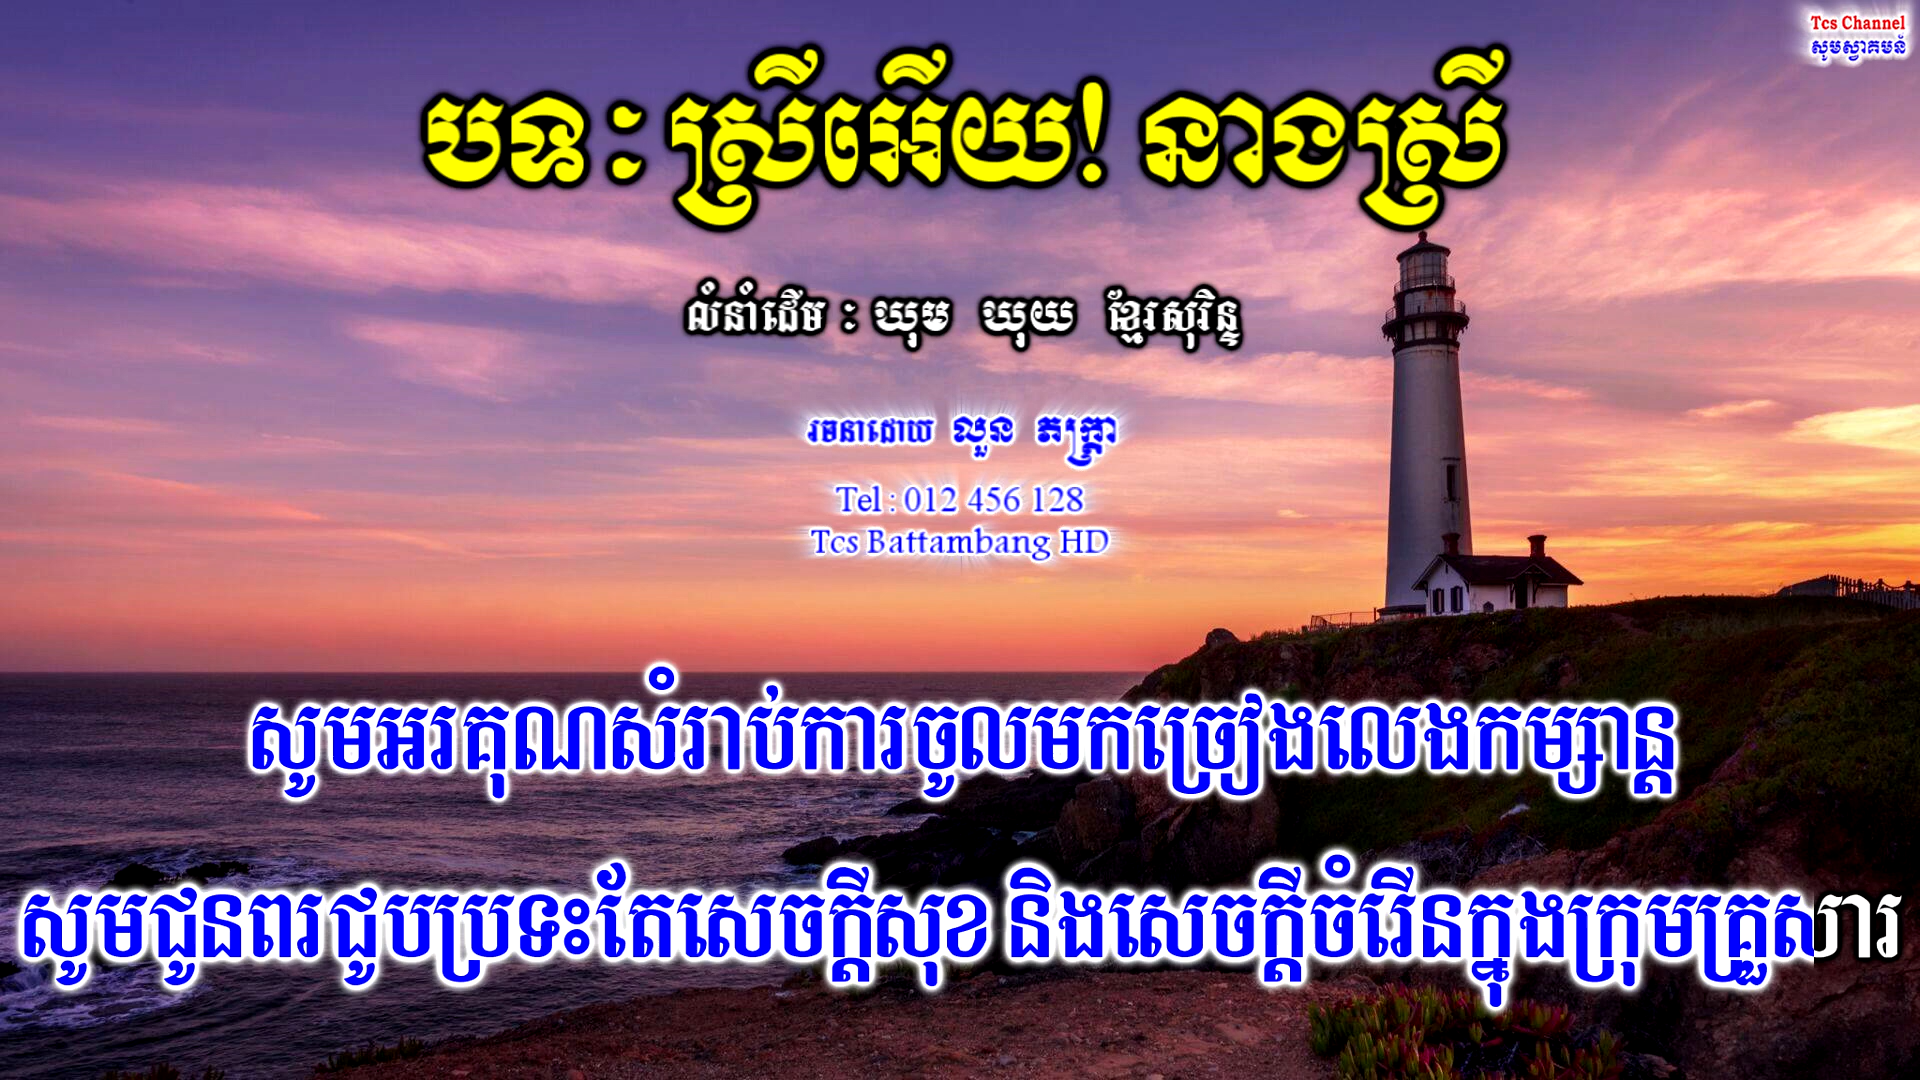 Tcs Channel
សូមស្វាគមន៍
បទ : ស្រីអើយ! នាងស្រី
លំនាំដើម : ឃុម ឃុយ ខ្មែរសុរិន្ទ
រចនាដោយ លួន ភក្ត្រា
Tel : 012 456 128
Tcs Battambang HD
សូមអរគុណសំរាប់ការចូលមកច្រៀងលេងកម្សាន្ត
សូមជូនពរជូបប្រទះតែសេចក្តីសុខ និងសេចក្តីចំរើនក្នុងក្រុមគ្រួសារ